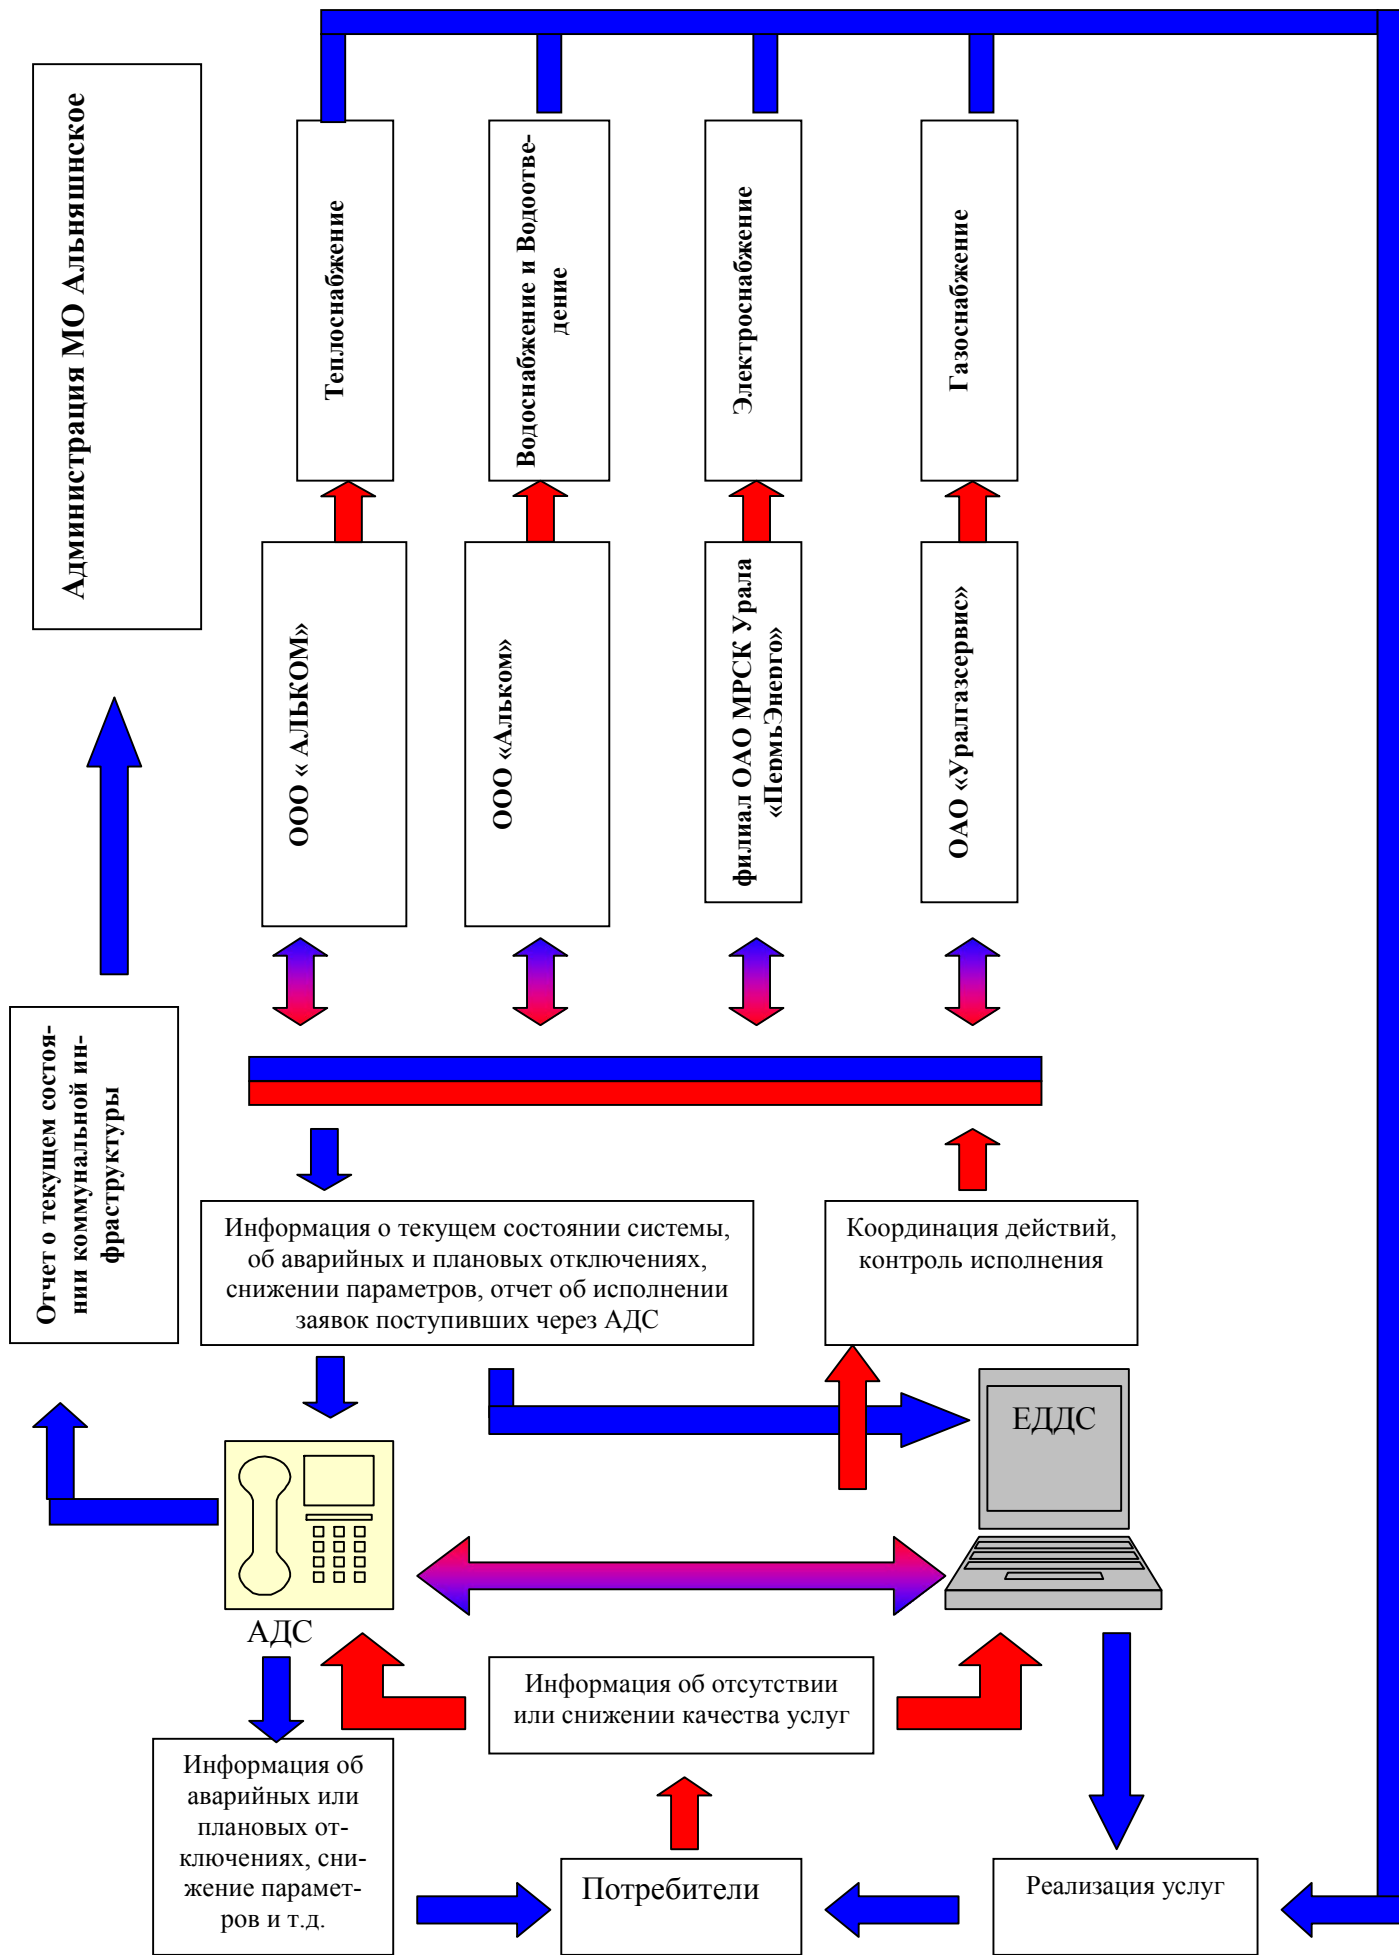 Администрация МО Альняшнское
Теплоснабжение
Водоснабжение и Водоотве-
дение
Электроснабжение
Газоснабжение
ООО « АЛЬКОМ»
ООО «Альком»
филиал ОАО МРСК Урала
«ПермьЭнерго»
ОАО «Уралгазсервис»
Отчет о текущем состоя-
нии коммунальной ин-
фраструктуры
Информация о текущем состоянии системы,
об аварийных и плановых отключениях,
снижении параметров, отчет об исполнении
заявок поступивших через АДС
Координация действий,
контроль исполнения
ЕДДС
АДС
Информация об отсутствии
или снижении качества услуг
Информация об
аварийных или
плановых от-
ключениях, сни-
жение парамет-
ров и т.д.
Потребители
Реализация услуг